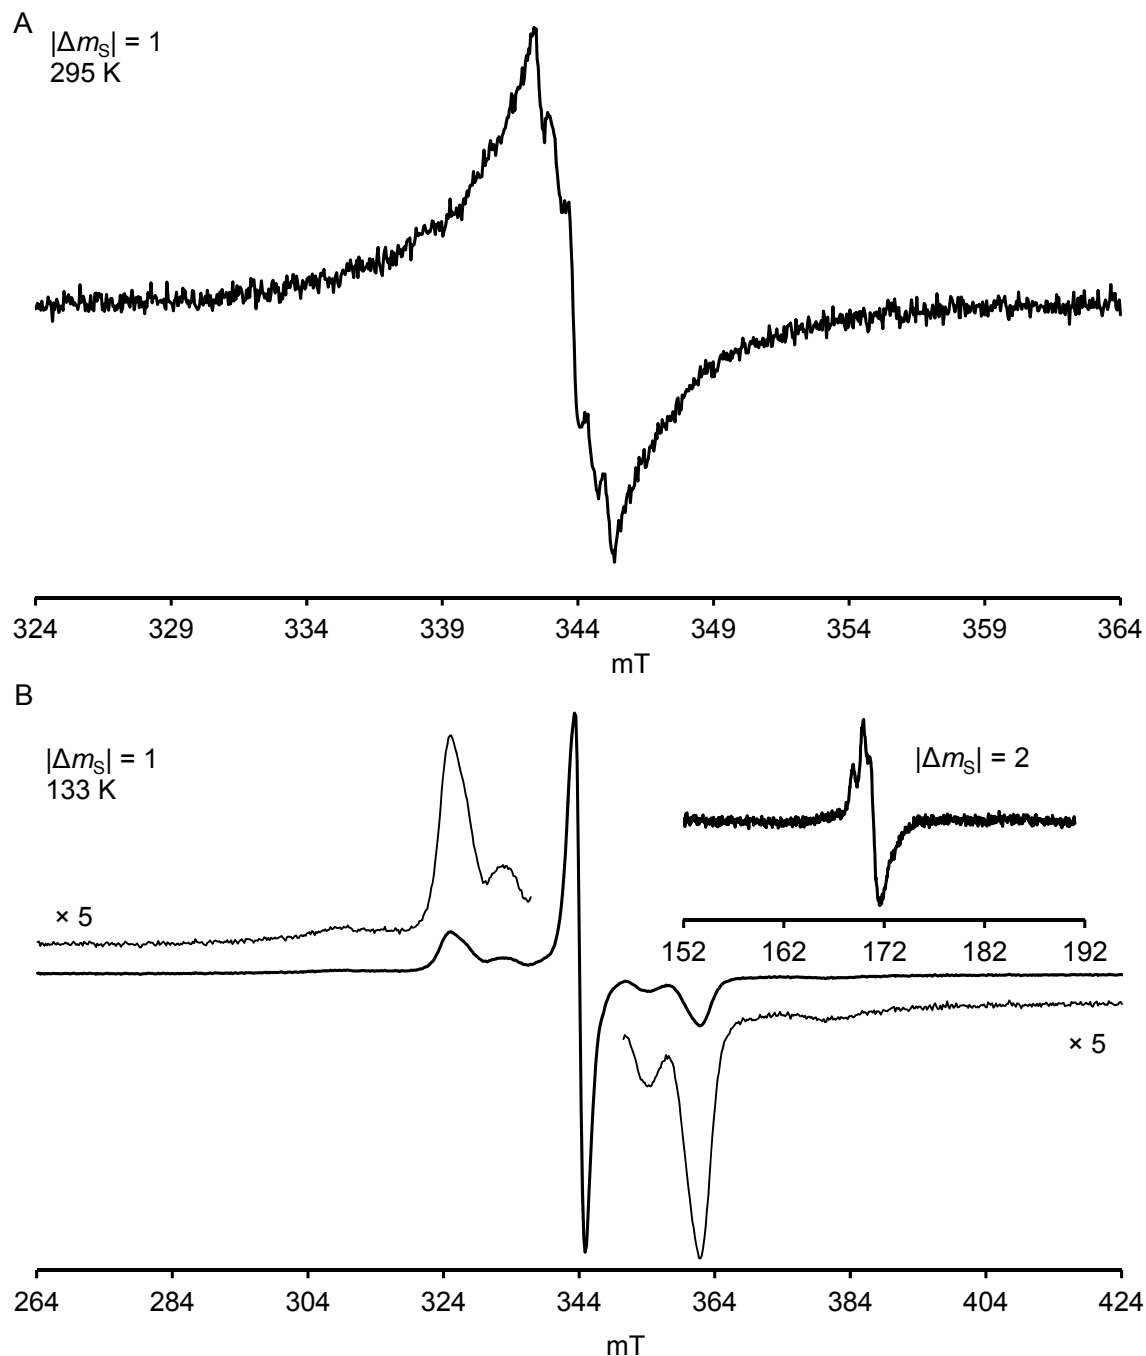 A
|Δm_S| = 1
295 K
324 329 334 339 344 349 354 359 364
mT
B
|Δm_S| = 1
133 K
|Δm_S| = 2
× 5
152 162 172 182 192
× 5
264 284 304 324 344 364 384 404 424
mT